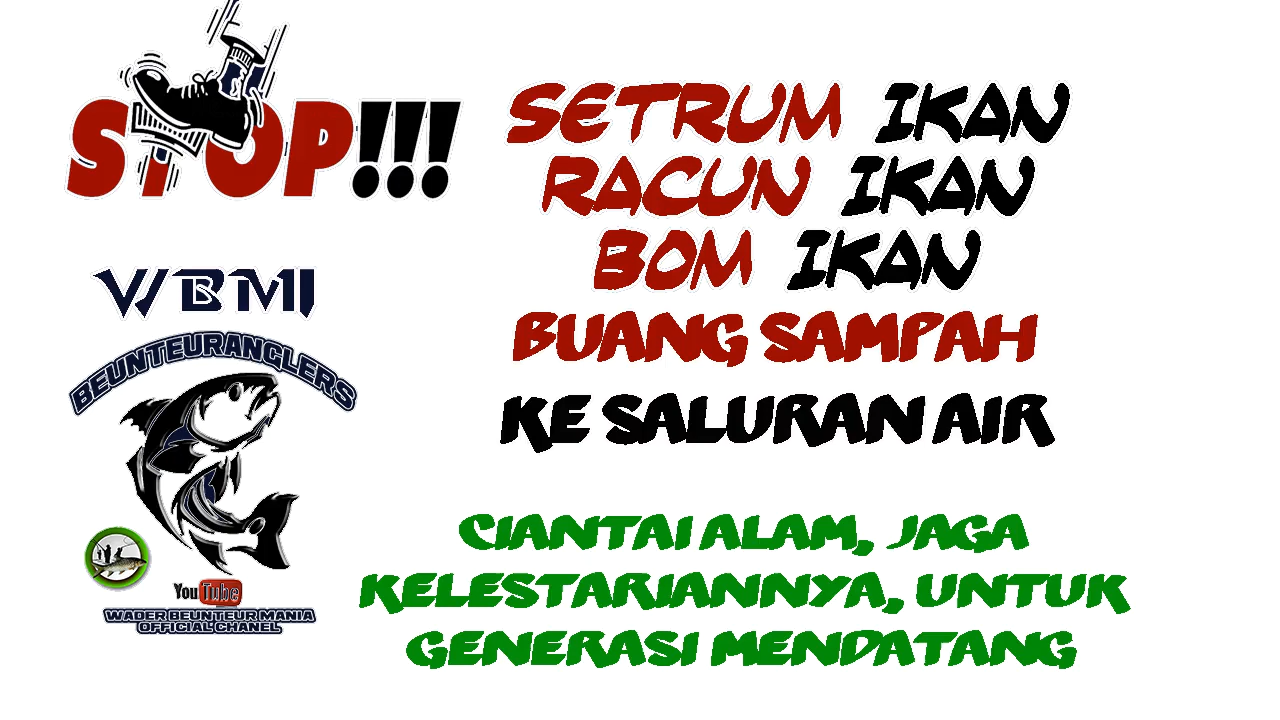 STOP!!!
SETRUM IKAN
RACUN IKAN
BOM IKAN
BUANG SAMPAH
KE SALURAN AIR
WBMI
BEUNTEURANGLERS
YouTube
WADER BEUNTEUR MANIA
OFFICIAL CHANEL
CIANTAI ALAM, JAGA
KELESTARIANNYA, UNTUK
GENERASI MENDATANG